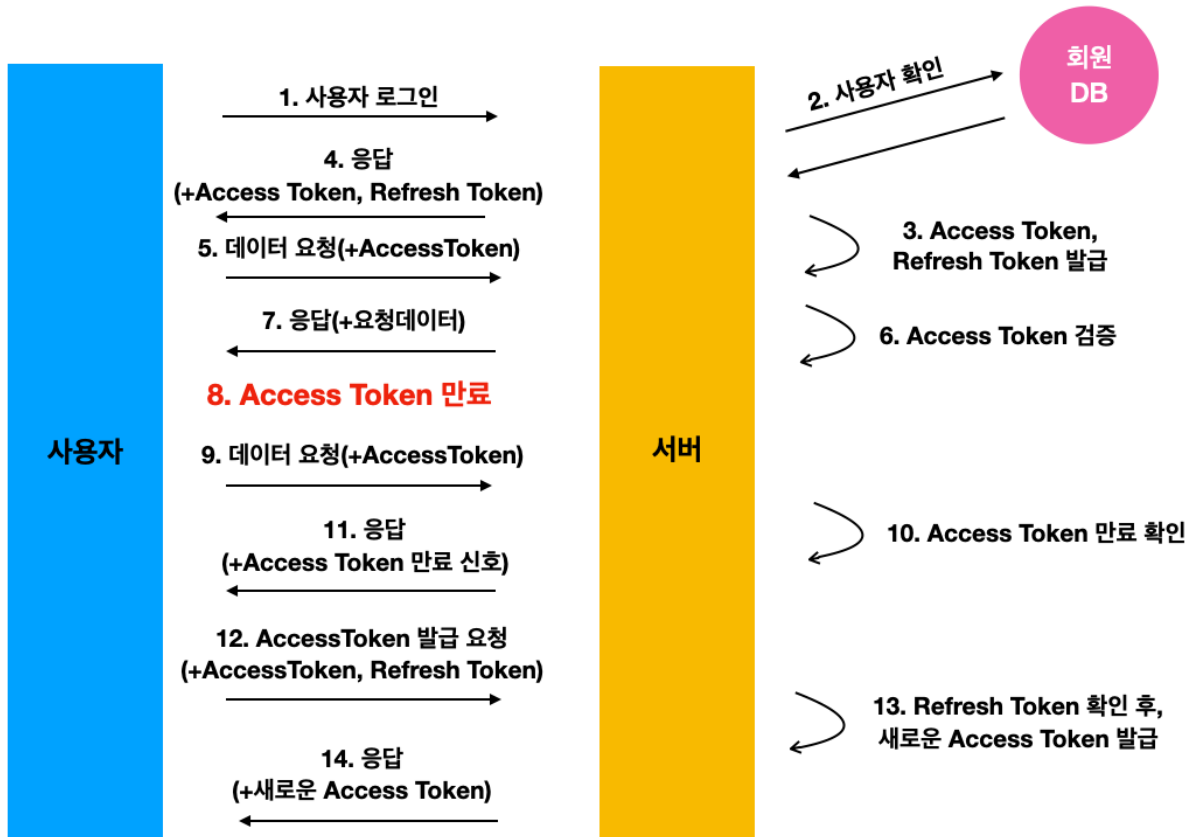 회원
DB
1. 사용자 로그인
2. 사용자 확인
4. 응답
(+Access Token, Refresh Token)
3. Access Token,
Refresh Token 발급
5. 데이터 요청(+AccessToken)
7. 응답(+요청데이터)
6. Access Token 검증
8. Access Token 만료
사용자
서버
9. 데이터 요청(+AccessToken)
11. 응답
(+Access Token 만료 신호)
10. Access Token 만료 확인
12. AccessToken 발급 요청
(+AccessToken, Refresh Token)
13. Refresh Token 확인 후,
새로운 Access Token 발급
14. 응답
(+새로운 Access Token)